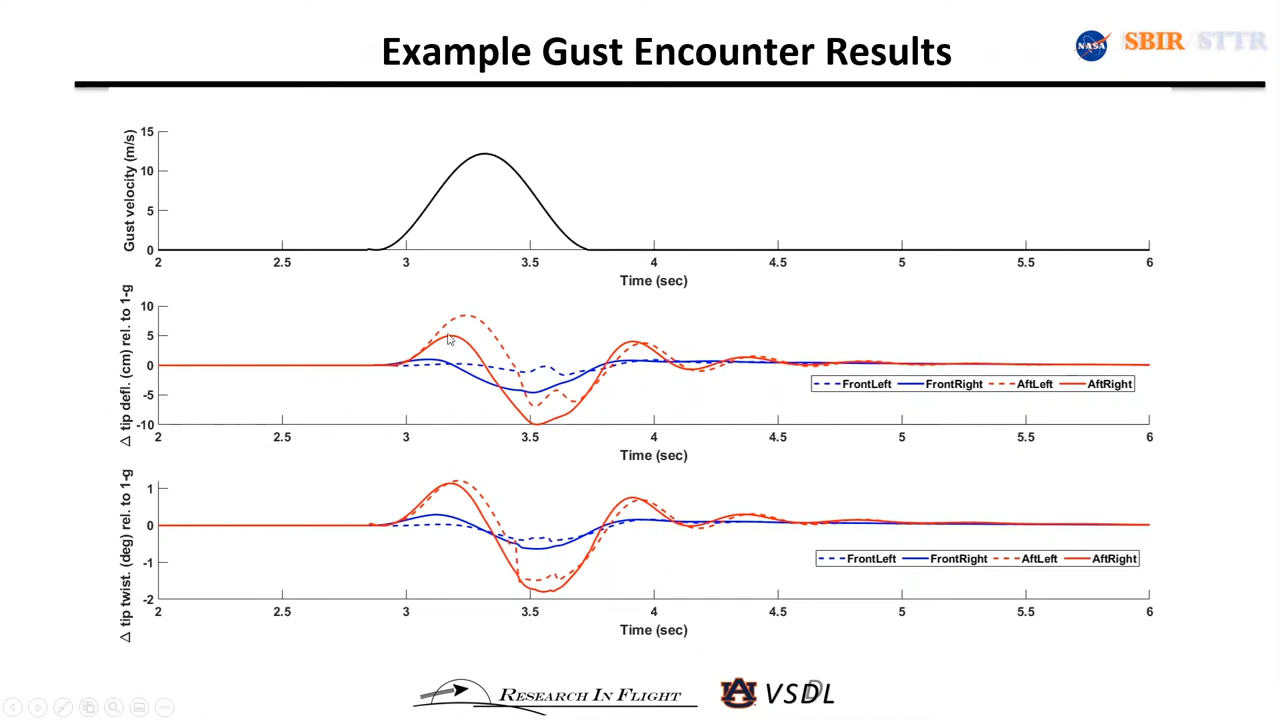 Example Gust Encounter Results
NASA
SBIR STTR
Gust velocity (m/s)
15
10
5
0
2 2.5 3 3.5 4 4.5 5 5.5 6
Time (sec)
△ tip defl. (cm) rel. to 1-g
10
5
0
-5
-10
FrontLeft FrontRight AftLeft AftRight
2 2.5 3 3.5 4 4.5 5 5.5 6
Time (sec)
△ tip twist. (deg) rel. to 1-g
1
0
-1
-2
FrontLeft FrontRight AftLeft AftRight
2 2.5 3 3.5 4 4.5 5 5.5 6
Time (sec)
RESEARCH IN FLIGHT
AU VSDL